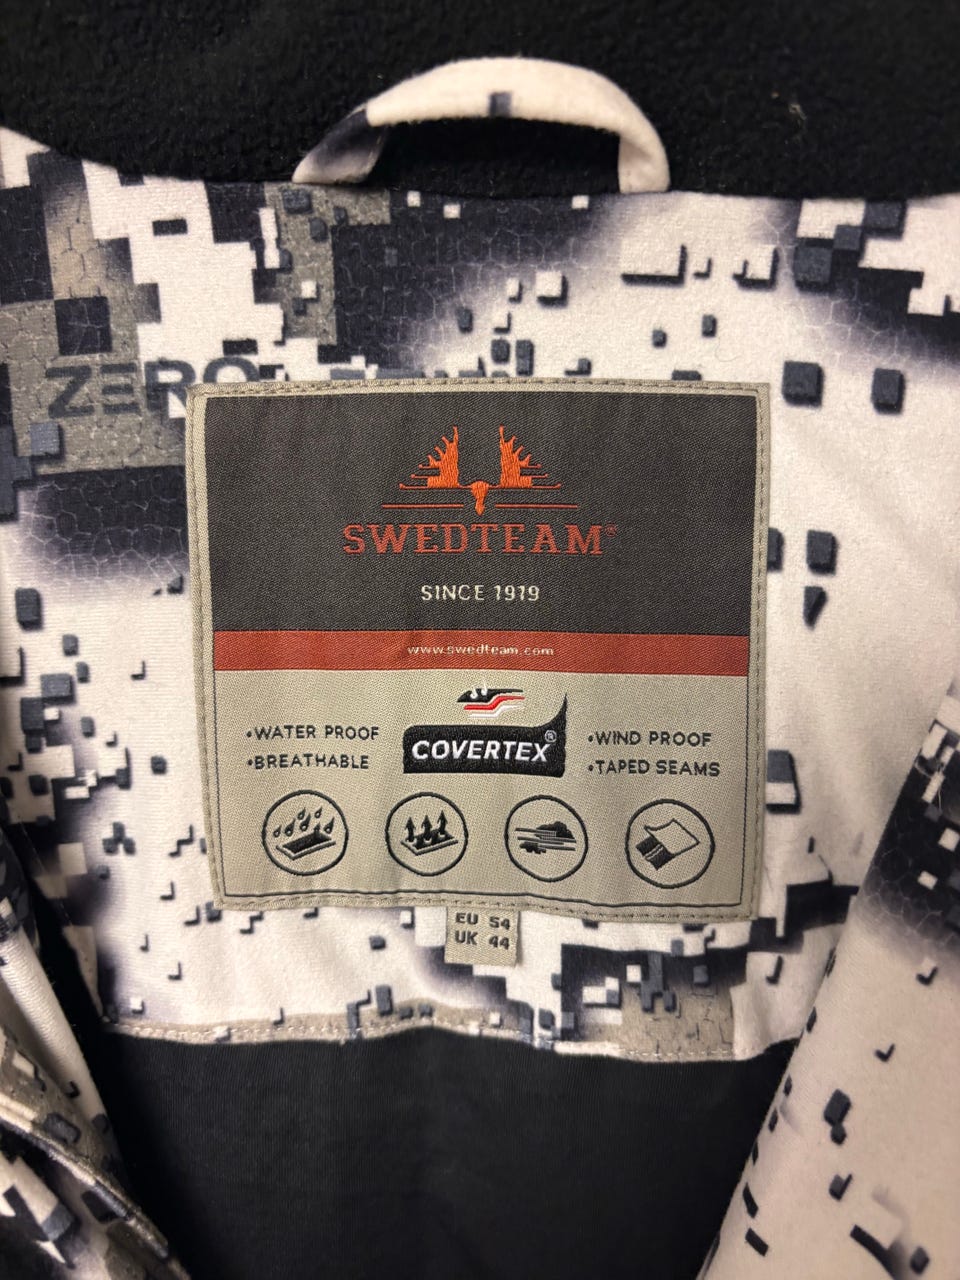 ZERO
SWEDTEAM®
SINCE 1919
www.swedteam.com
•WATER PROOF
•BREATHABLE
COVERTEX®
•WIND PROOF
•TAPED SEAMS
EU 54
UK 44